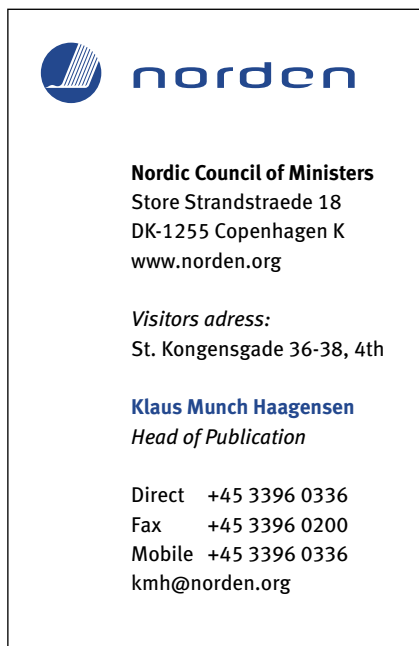 norden
Nordic Council of Ministers
Store Strandstraede 18
DK-1255 Copenhagen K
www.norden.org
Visitors adress:
St. Kongensgade 36-38, 4th
Klaus Munch Haagensen
Head of Publication
Direct +45 3396 0336
Fax +45 3396 0200
Mobile +45 3396 0336
kmh@norden.org